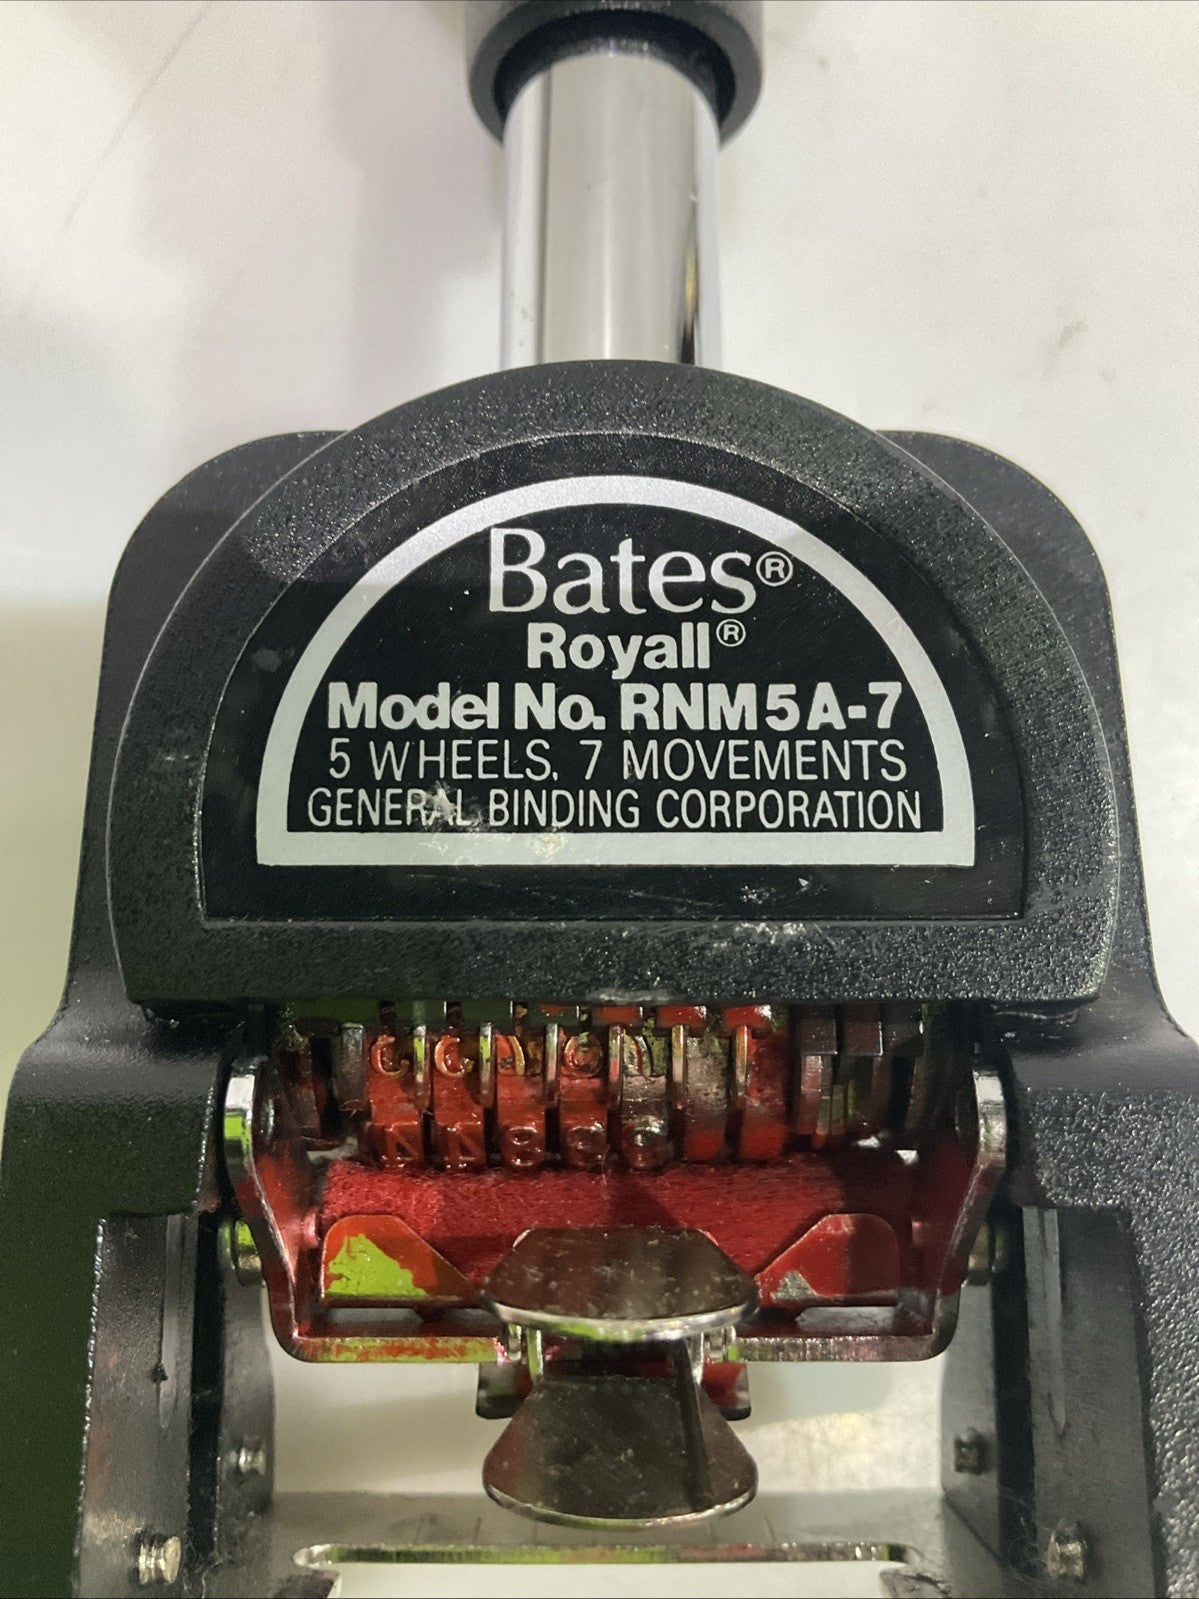 Bates®
Royall®
Model No. RNM5A-7
5 WHEELS, 7 MOVEMENTS
GENERAL BINDING CORPORATION